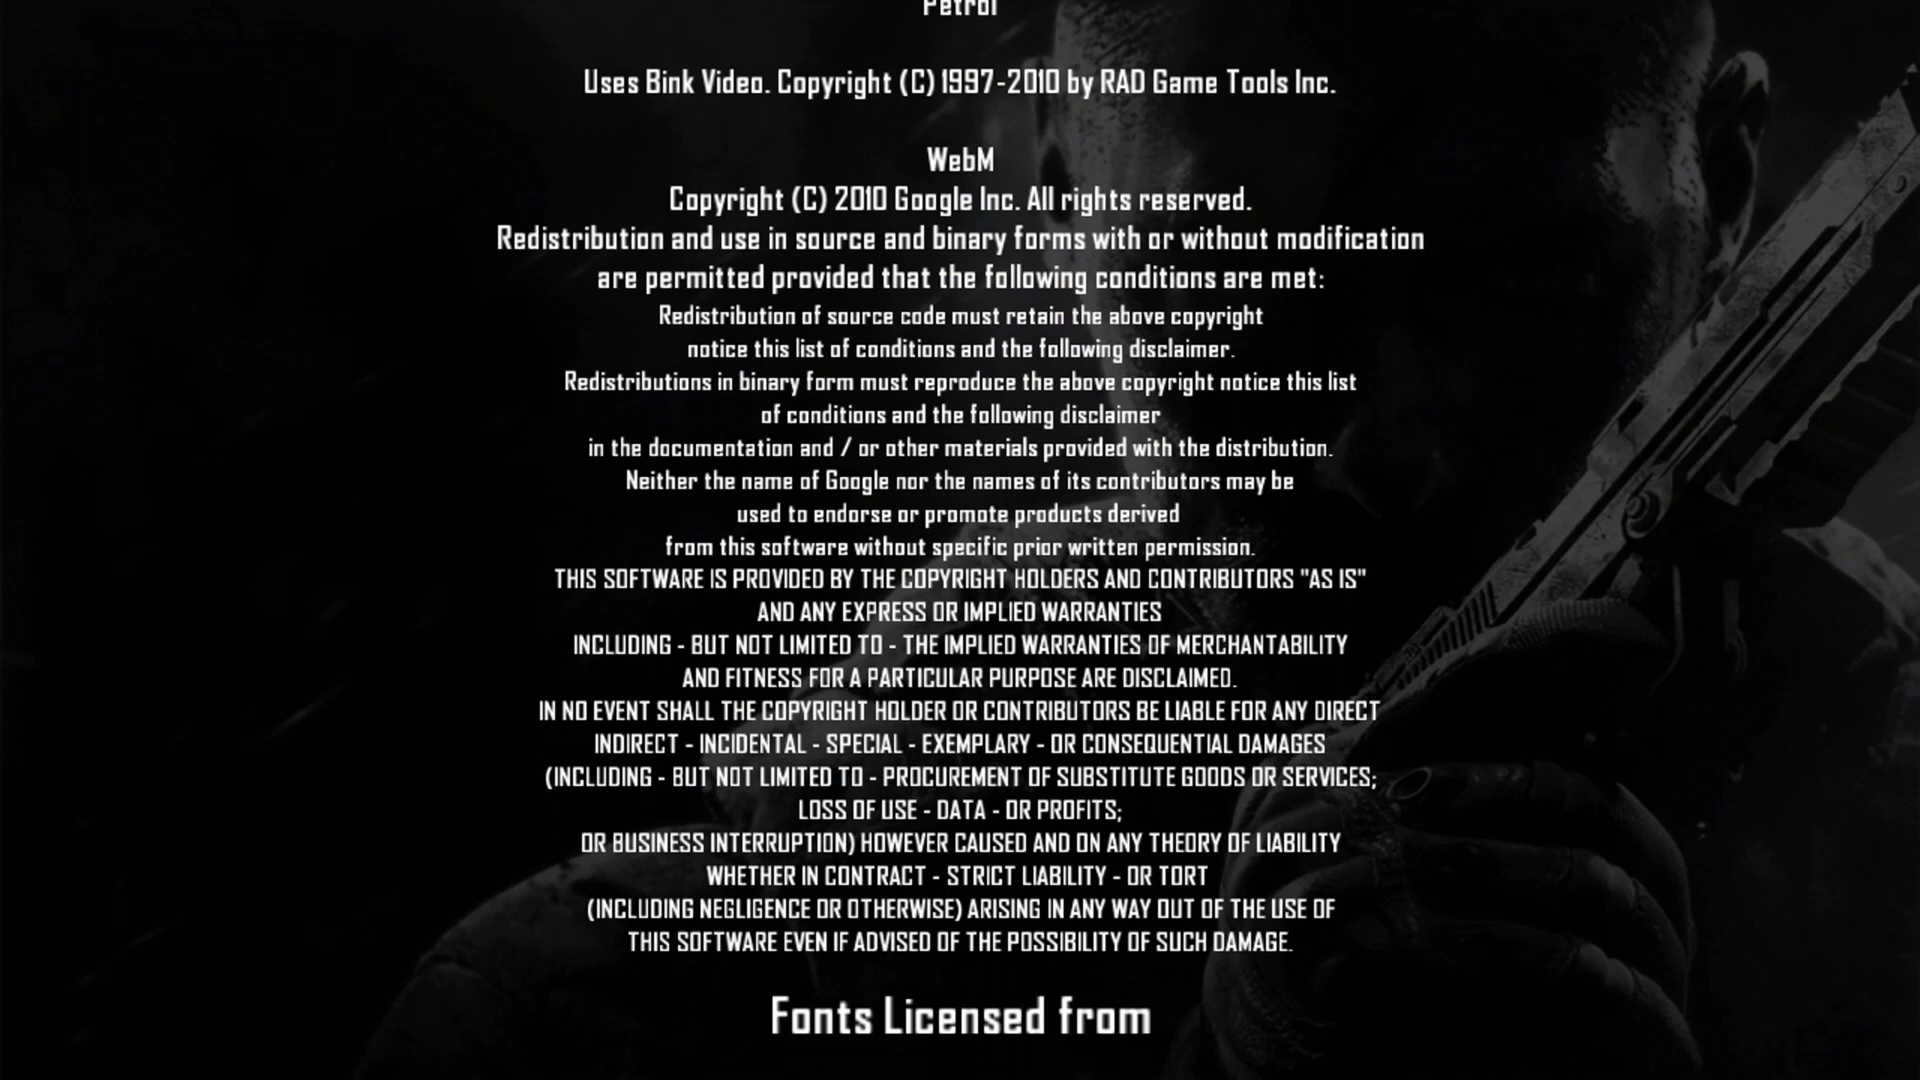 Petrol
Uses Bink Video. Copyright (C) 1997-2010 by RAD Game Tools Inc.
WebM
Copyright (C) 2010 Google Inc. All rights reserved.
Redistribution and use in source and binary forms with or without modification
are permitted provided that the following conditions are met:
Redistribution of source code must retain the above copyright
notice this list of conditions and the following disclaimer.
Redistributions in binary form must reproduce the above copyright notice this list
of conditions and the following disclaimer
in the documentation and / or other materials provided with the distribution.
Neither the name of Google nor the names of its contributors may be
used to endorse or promote products derived
from this software without specific prior written permission.
THIS SOFTWARE IS PROVIDED BY THE COPYRIGHT HOLDERS AND CONTRIBUTORS "AS IS"
AND ANY EXPRESS OR IMPLIED WARRANTIES
INCLUDING - BUT NOT LIMITED TO - THE IMPLIED WARRANTIES OF MERCHANTABILITY
AND FITNESS FOR A PARTICULAR PURPOSE ARE DISCLAIMED.
IN NO EVENT SHALL THE COPYRIGHT HOLDER OR CONTRIBUTORS BE LIABLE FOR ANY DIRECT
INDIRECT - INCIDENTAL - SPECIAL - EXEMPLARY - OR CONSEQUENTIAL DAMAGES
(INCLUDING - BUT NOT LIMITED TO - PROCUREMENT OF SUBSTITUTE GOODS OR SERVICES;
LOSS OF USE - DATA - OR PROFITS;
OR BUSINESS INTERRUPTION) HOWEVER CAUSED AND ON ANY THEORY OF LIABILITY
WHETHER IN CONTRACT - STRICT LIABILITY - OR TORT
(INCLUDING NEGLIGENCE OR OTHERWISE) ARISING IN ANY WAY OUT OF THE USE OF
THIS SOFTWARE EVEN IF ADVISED OF THE POSSIBILITY OF SUCH DAMAGE.
Fonts Licensed from